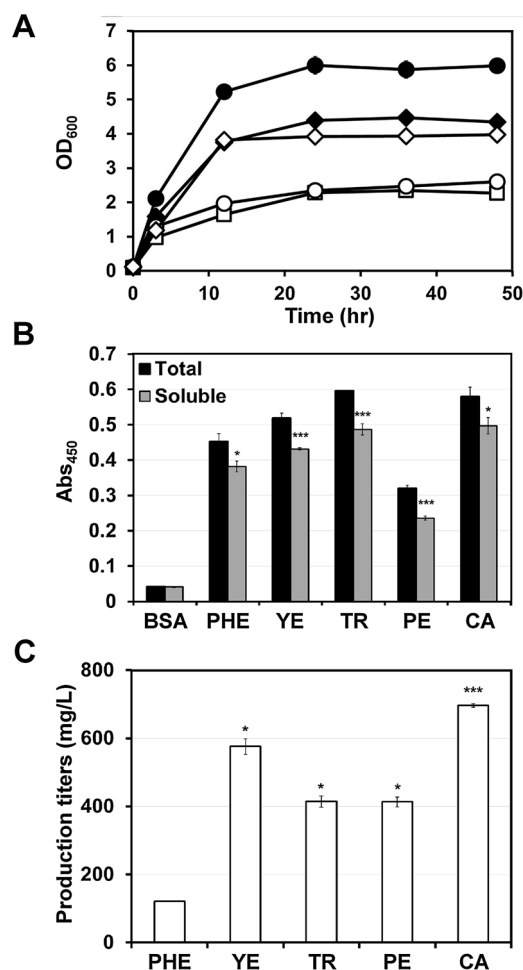 A
7
6
5
4
3
2
1
0
OD600
0 10 20 30 40 50
Time (hr)
B
0.7
0.6
0.5
0.4
0.3
0.2
0.1
0
Abs450
Total
Soluble
* *** *** *** *
BSA PHE YE TR PE CA
C
800
600
400
200
0
Production titers (mg/L)
* * * ***
PHE YE TR PE CA